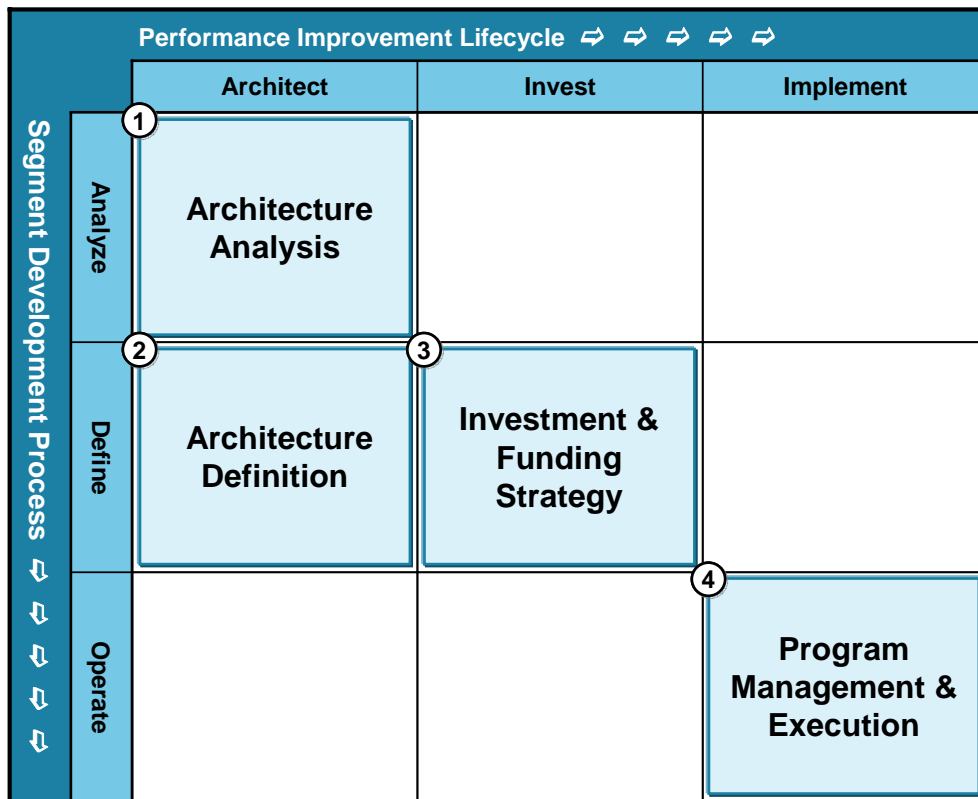 Performance Improvement Lifecycle ⇨ ⇨ ⇨ ⇨ ⇨
Architect
Invest
Implement
Segment Development Process ⇨ ⇨ ⇨ ⇨ ⇨
Analyze
1
Architecture
Analysis
Define
2
Architecture
Definition
3
Investment &
Funding
Strategy
Operate
4
Program
Management &
Execution